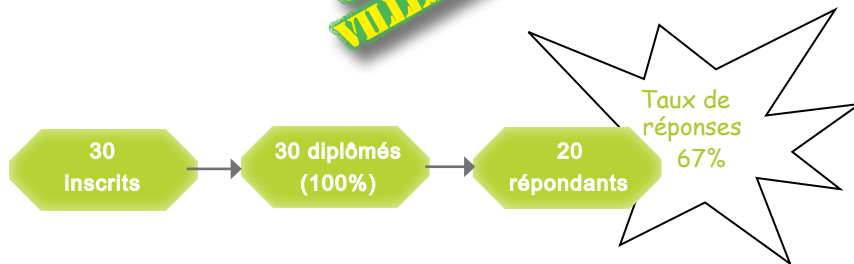 30
inscrits
30 diplômés
(100%)
20
répondants
Taux de
réponses
67%